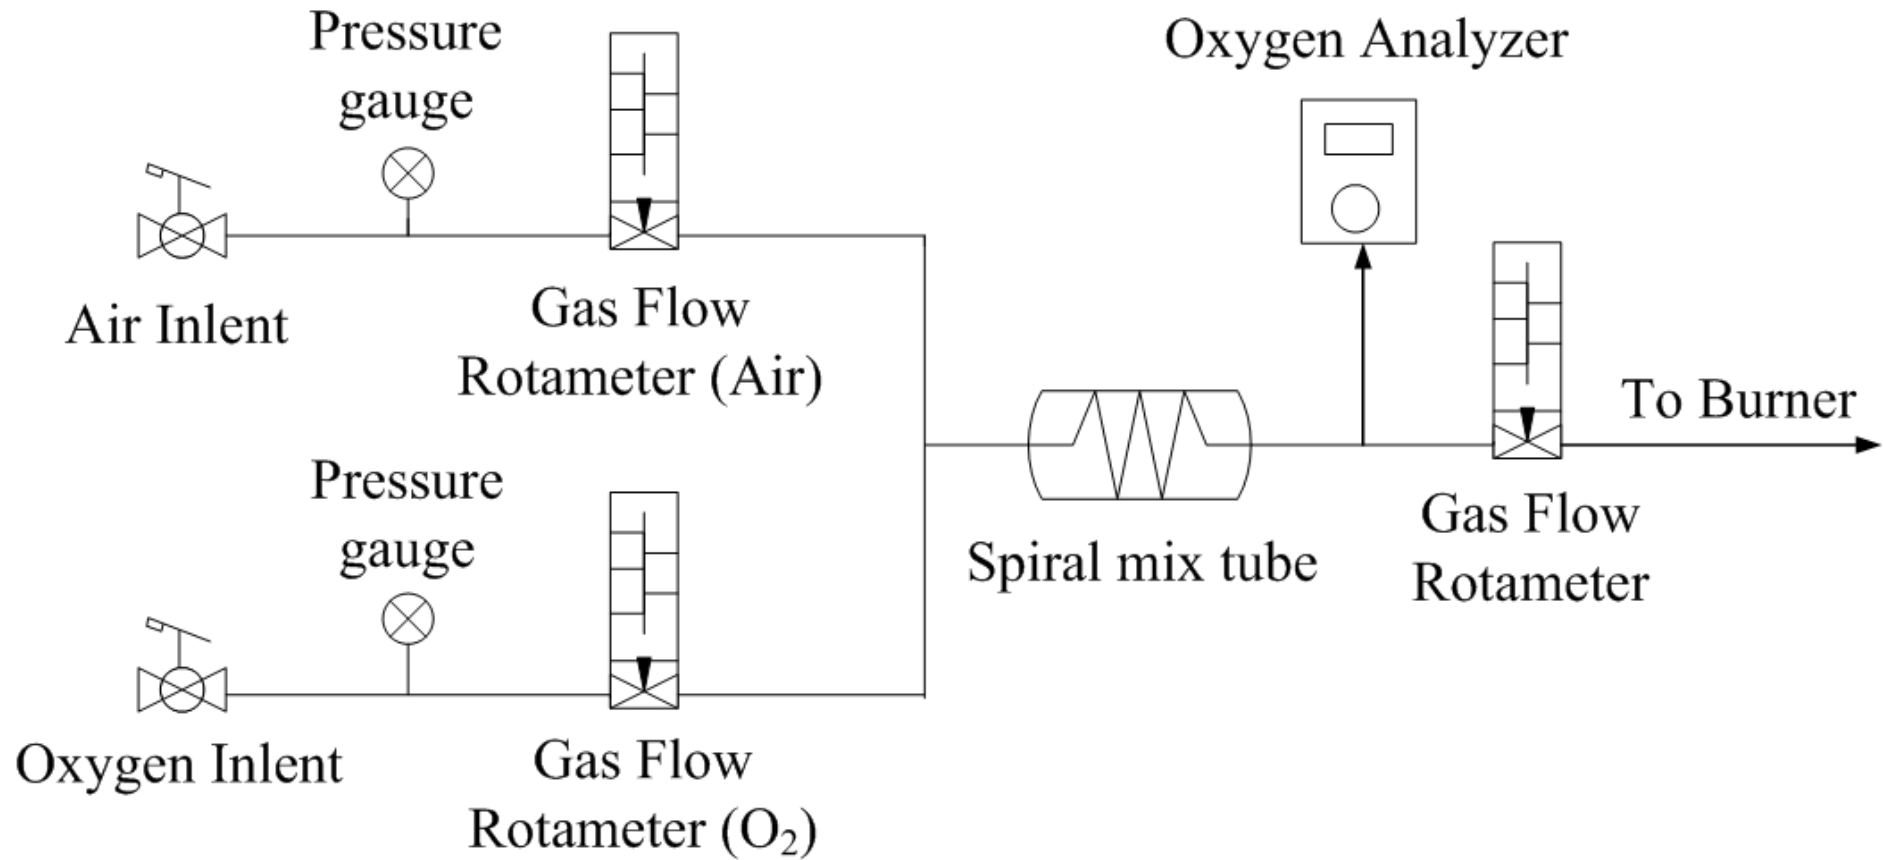 Pressure
gauge
Oxygen Analyzer
Air Inlent
Gas Flow
Rotameter (Air)
To Burner
Pressure
gauge
Spiral mix tube
Gas Flow
Rotameter
Oxygen Inlent
Gas Flow
Rotameter (O₂)